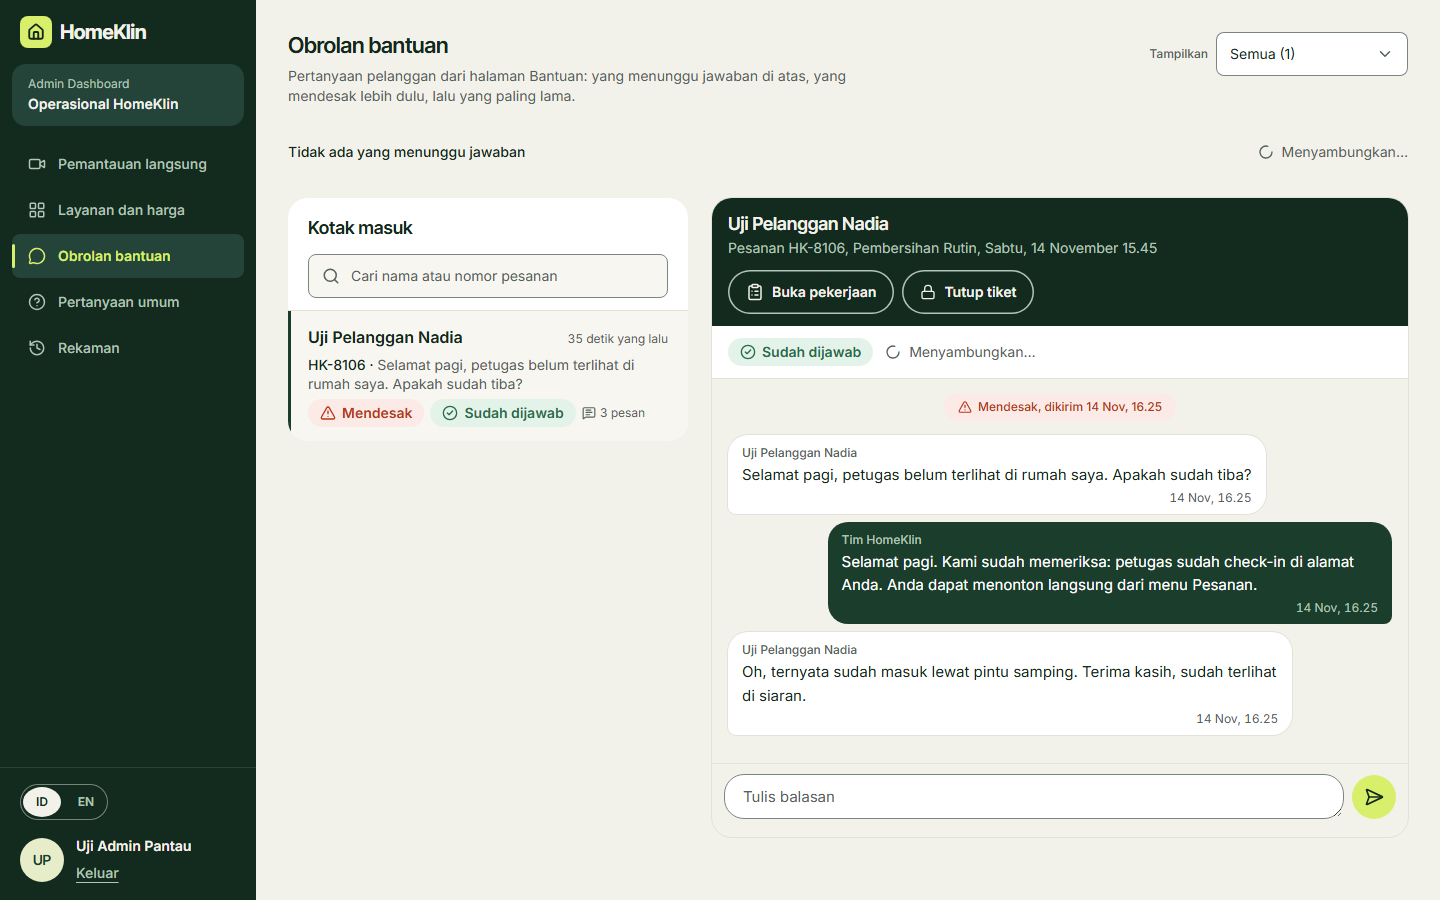 HomeKlin
Admin Dashboard
Operasional HomeKlin
Pemantauan langsung
Layanan dan harga
Obrolan bantuan
Pertanyaan umum
Rekaman
ID
EN
UP
Uji Admin Pantau
Keluar
Obrolan bantuan
Pertanyaan pelanggan dari halaman Bantuan: yang menunggu jawaban di atas, yang
mendesak lebih dulu, lalu yang paling lama.
Tampilkan
Semua (1)
Tidak ada yang menunggu jawaban
Menyambungkan...
Kotak masuk
Cari nama atau nomor pesanan
Uji Pelanggan Nadia
35 detik yang lalu
HK-8106 · Selamat pagi, petugas belum terlihat di
rumah saya. Apakah sudah tiba?
Mendesak
Sudah dijawab
3 pesan
Uji Pelanggan Nadia
Pesanan HK-8106, Pembersihan Rutin, Sabtu, 14 November 15.45
Buka pekerjaan
Tutup tiket
Sudah dijawab
Menyambungkan...
Mendesak, dikirim 14 Nov, 16.25
Uji Pelanggan Nadia
Selamat pagi, petugas belum terlihat di rumah saya. Apakah sudah tiba?
14 Nov, 16.25
Tim HomeKlin
Selamat pagi. Kami sudah memeriksa: petugas sudah check-in di alamat
Anda. Anda dapat menonton langsung dari menu Pesanan.
14 Nov, 16.25
Uji Pelanggan Nadia
Oh, ternyata sudah masuk lewat pintu samping. Terima kasih, sudah terlihat
di siaran.
14 Nov, 16.25
Tulis balasan